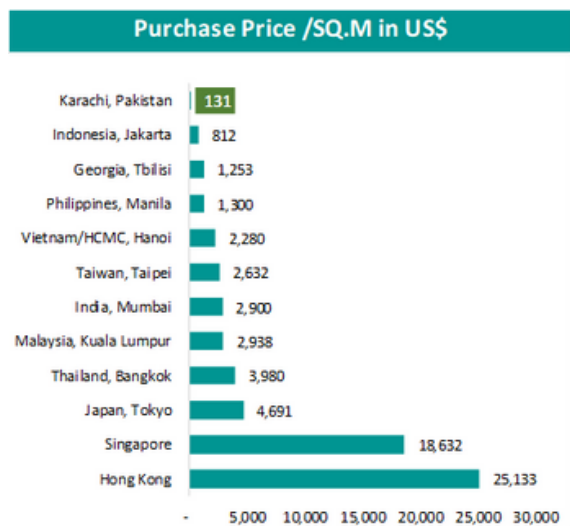 Purchase Price /SQ.M in US$
Karachi, Pakistan 131
Indonesia, Jakarta 812
Georgia, Tbilisi 1,253
Philippines, Manila 1,300
Vietnam/HCMC, Hanoi 2,280
Taiwan, Taipei 2,632
India, Mumbai 2,900
Malaysia, Kuala Lumpur 2,938
Thailand, Bangkok 3,980
Japan, Tokyo 4,691
Singapore 18,632
Hong Kong 25,133
- 5,000 10,000 15,000 20,000 25,000 30,000